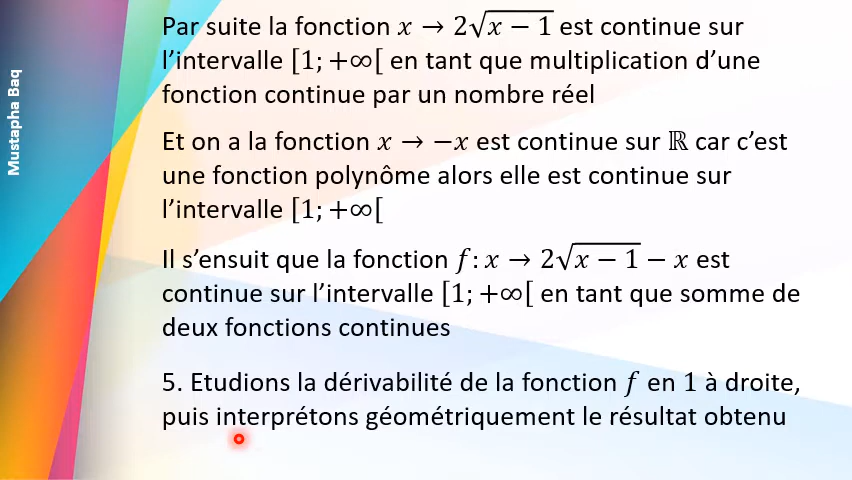 Mustapha Baq
Par suite la fonction 𝑥 → 2√(𝑥 − 1) est continue sur
l’intervalle [1; +∞[ en tant que multiplication d’une
fonction continue par un nombre réel
Et on a la fonction 𝑥 → −𝑥 est continue sur ℝ car c’est
une fonction polynôme alors elle est continue sur
l’intervalle [1; +∞[
Il s’ensuit que la fonction 𝑓: 𝑥 → 2√(𝑥 − 1) − 𝑥 est
continue sur l’intervalle [1; +∞[ en tant que somme de
deux fonctions continues
5. Etudions la dérivabilité de la fonction 𝑓 en 1 à droite,
puis interprétons géométriquement le résultat obtenu